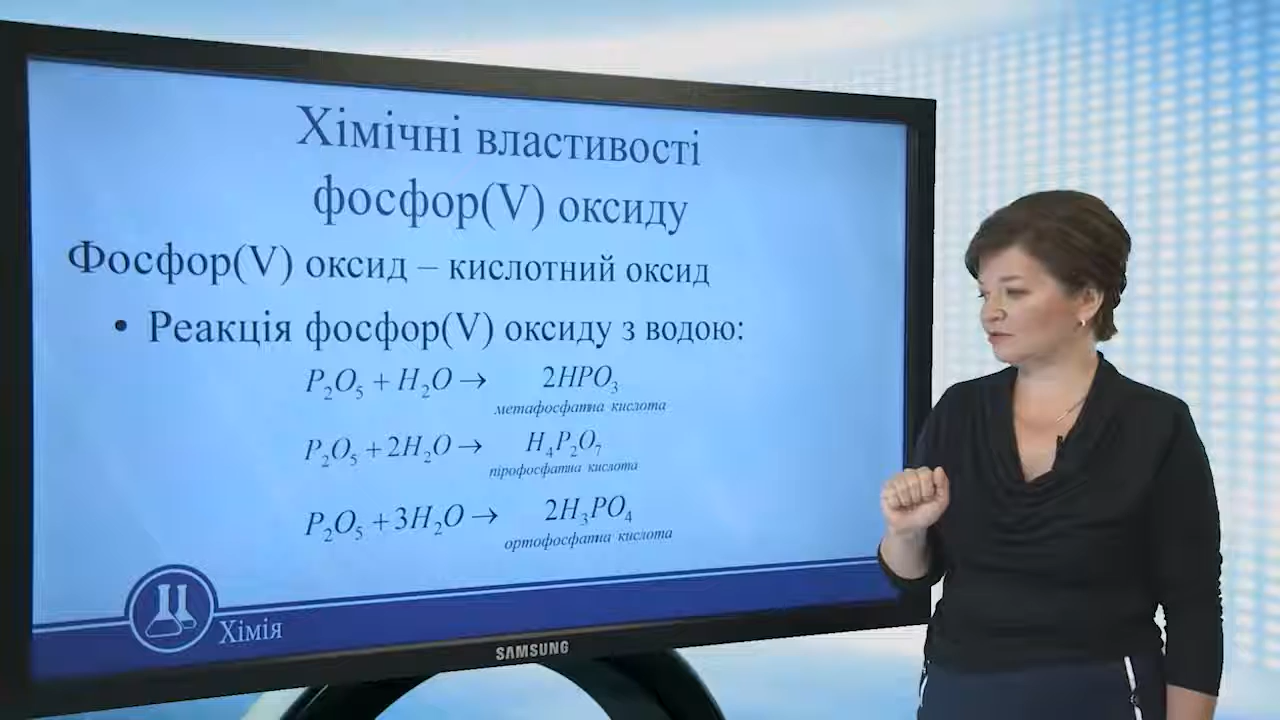 Хімічні властивості
фосфор(V) оксиду
Фосфор(V) оксид – кислотний оксид
• Реакція фосфор(V) оксиду з водою:
P₂O₅ + H₂O → 2HPO₃
метафосфатна кислота
P₂O₅ + 2H₂O → H₄P₂O₇
пірофосфатна кислота
P₂O₅ + 3H₂O → 2H₃PO₄
ортофосфатна кислота
Хімія
SAMSUNG